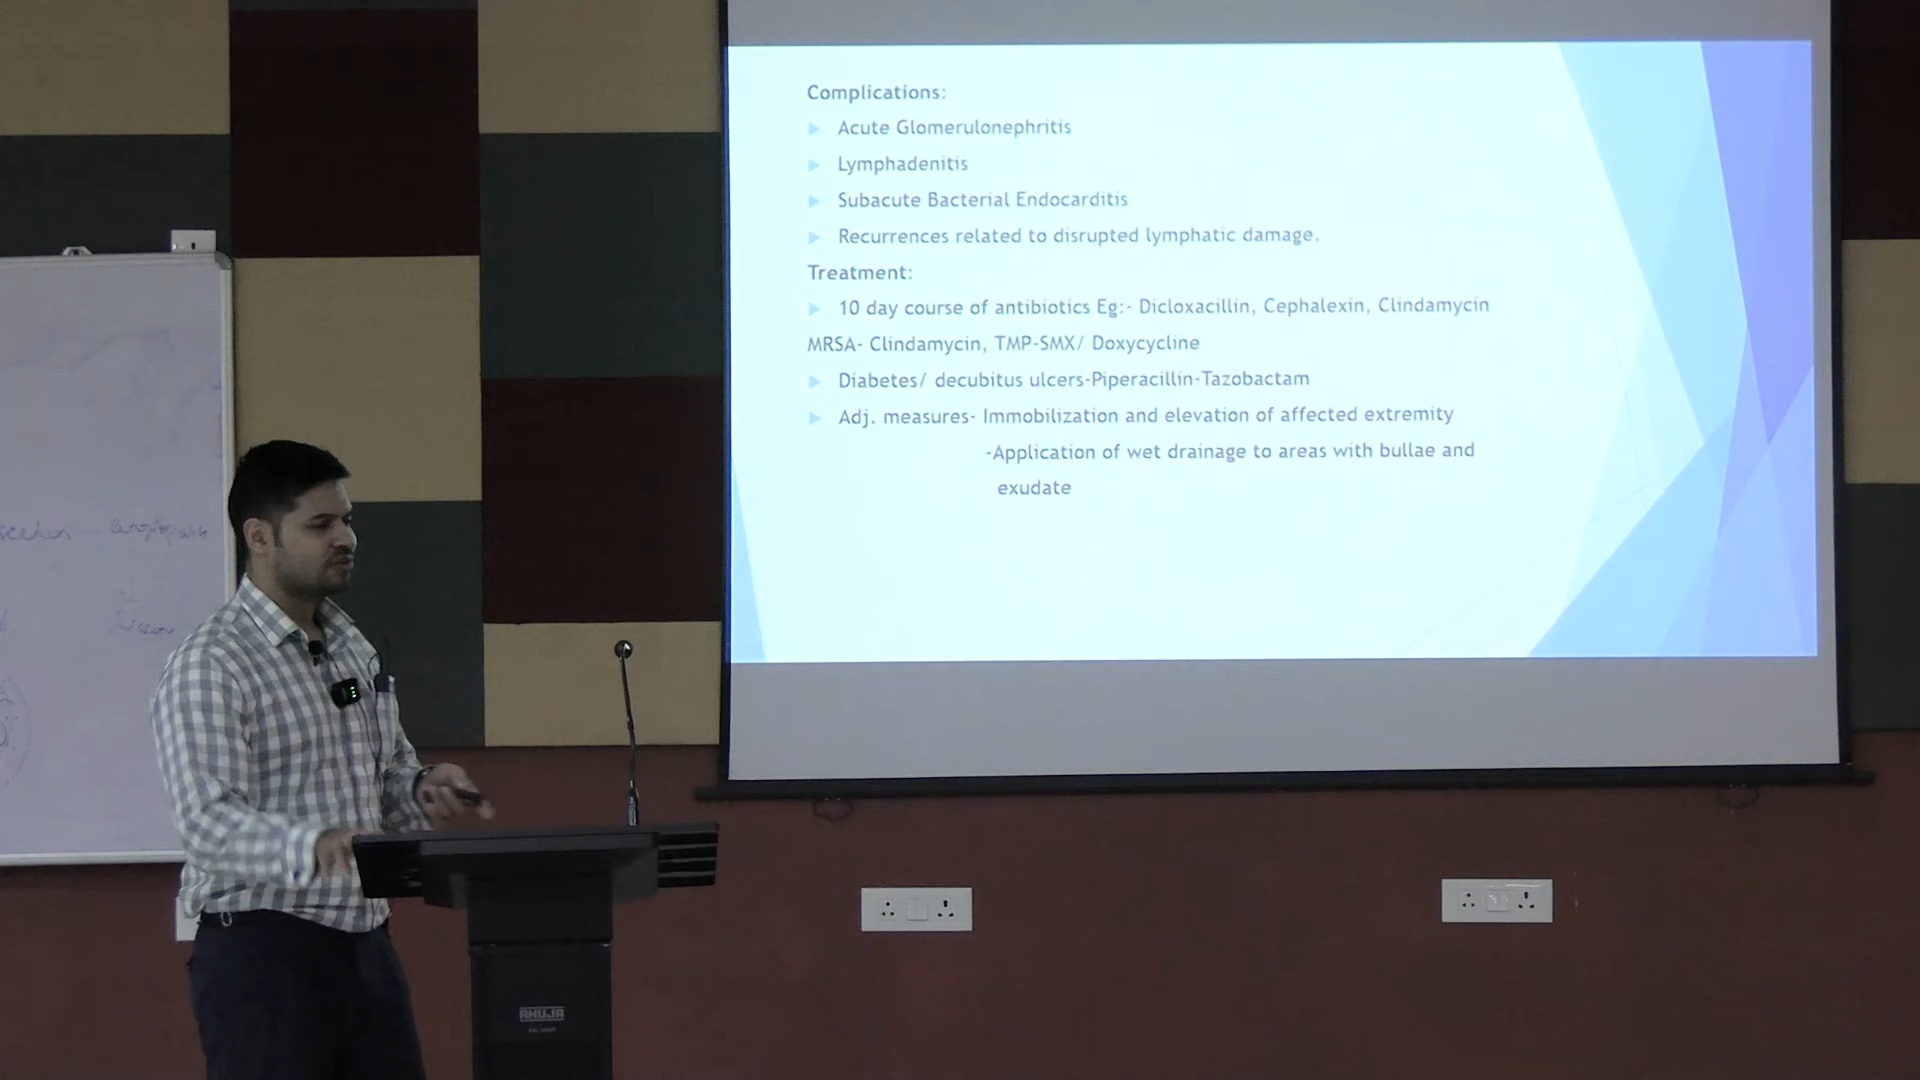 Complications:
Acute Glomerulonephritis
Lymphadenitis
Subacute Bacterial Endocarditis
Recurrences related to disrupted lymphatic damage.
Treatment:
10 day course of antibiotics Eg:- Dicloxacillin, Cephalexin, Clindamycin
MRSA- Clindamycin, TMP-SMX/ Doxycycline
Diabetes/ decubitus ulcers-Piperacillin-Tazobactam
Adj. measures- Immobilization and elevation of affected extremity
-Application of wet drainage to areas with bullae and
exudate
AHUJA